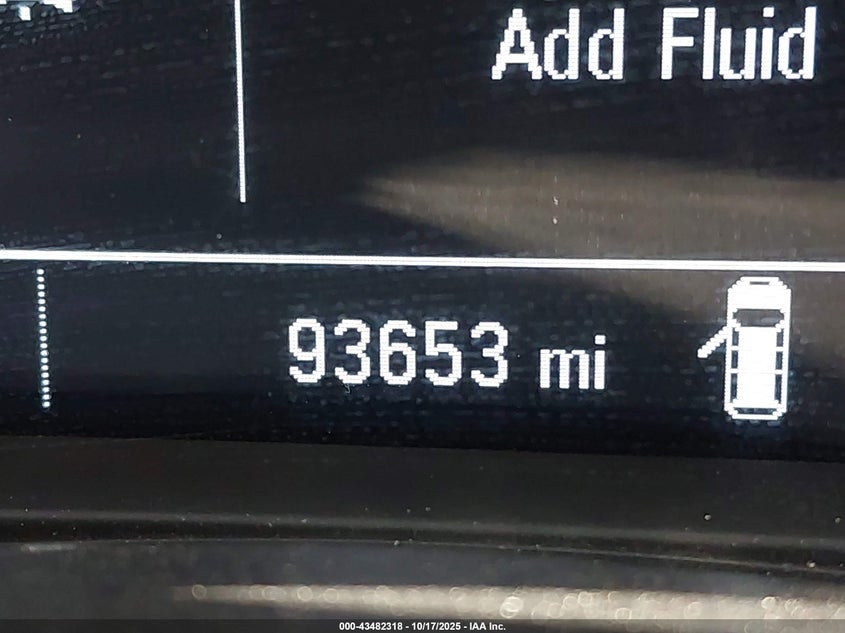 Add Fluid
93653 mi
000-43482318 - 10/17/2025 - IAA Inc.